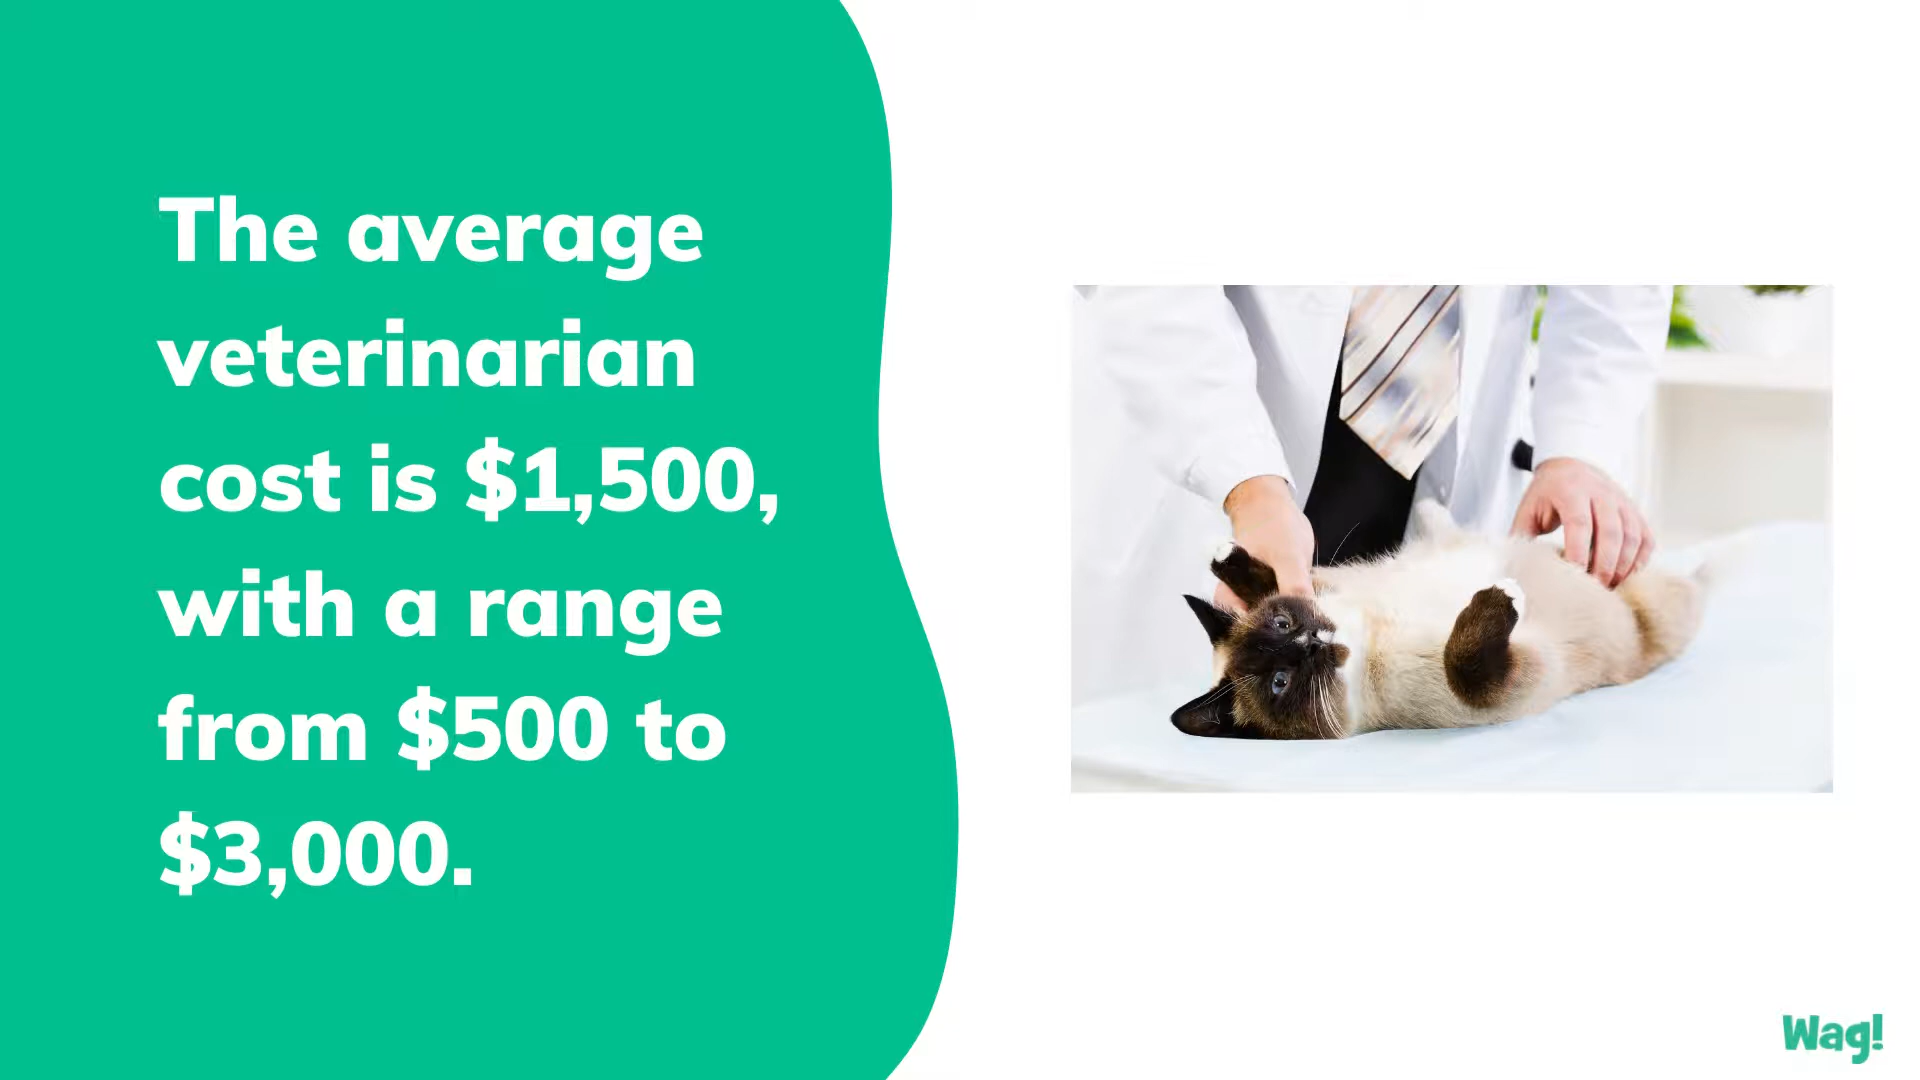 The average
veterinarian
cost is $1,500,
with a range
from $500 to
$3,000.
Wag!